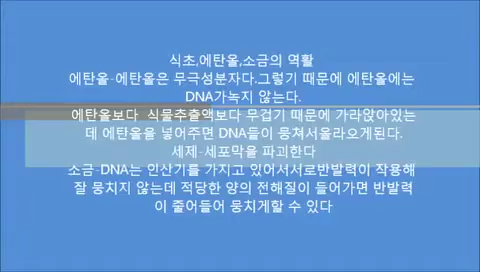 식초,에탄올,소금의 역활
에탄올-에탄올은 무극성분자다.그렇기 때문에 에탄올에는
DNA가녹지 않는다.
에탄올보다  식물추출액보다 무겁기 때문에 가라앉아있는
데 에탄올을 넣어주면 DNA들이 뭉쳐서올라오게된다.
세제-세포막을 파괴한다
소금-DNA는 인산기를 가지고 있어서서로반발력이 작용해
잘 뭉치지 않는데 적당한 양의 전해질이 들어가면 반발력
이 줄어들어 뭉치게할 수 있다